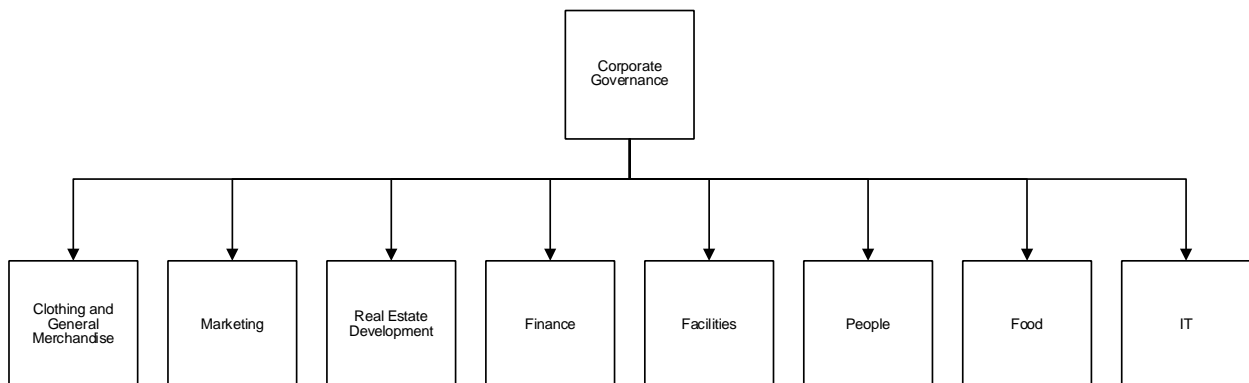 Corporate
Governance
Clothing and
General
Merchandise
Marketing
Real Estate
Development
Finance
Facilities
People
Food
IT